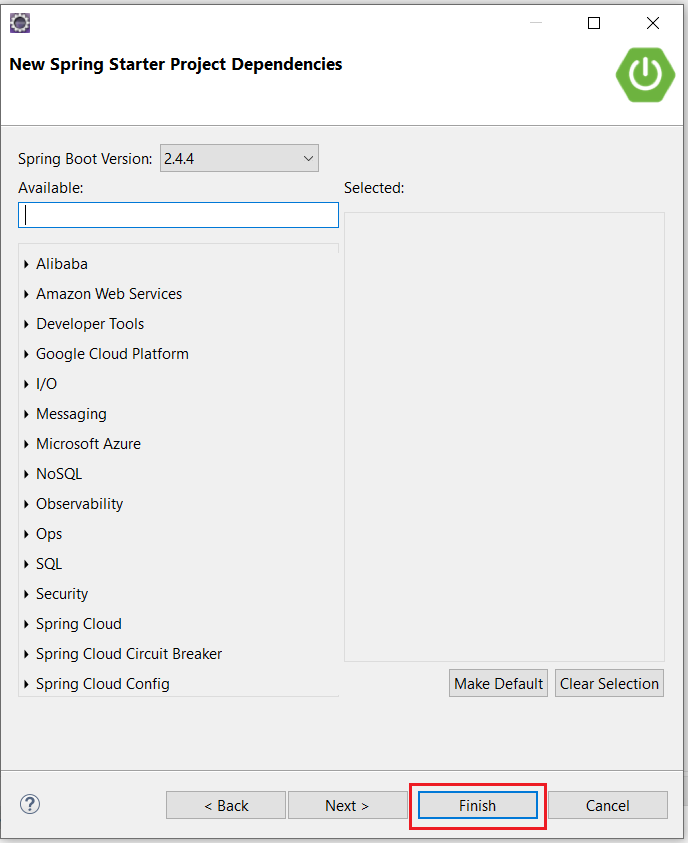 New Spring Starter Project Dependencies
Spring Boot Version: 2.4.4
Available:
Selected:
Alibaba
Amazon Web Services
Developer Tools
Google Cloud Platform
I/O
Messaging
Microsoft Azure
NoSQL
Observability
Ops
SQL
Security
Spring Cloud
Spring Cloud Circuit Breaker
Spring Cloud Config
Make Default Clear Selection
? < Back Next > Finish Cancel